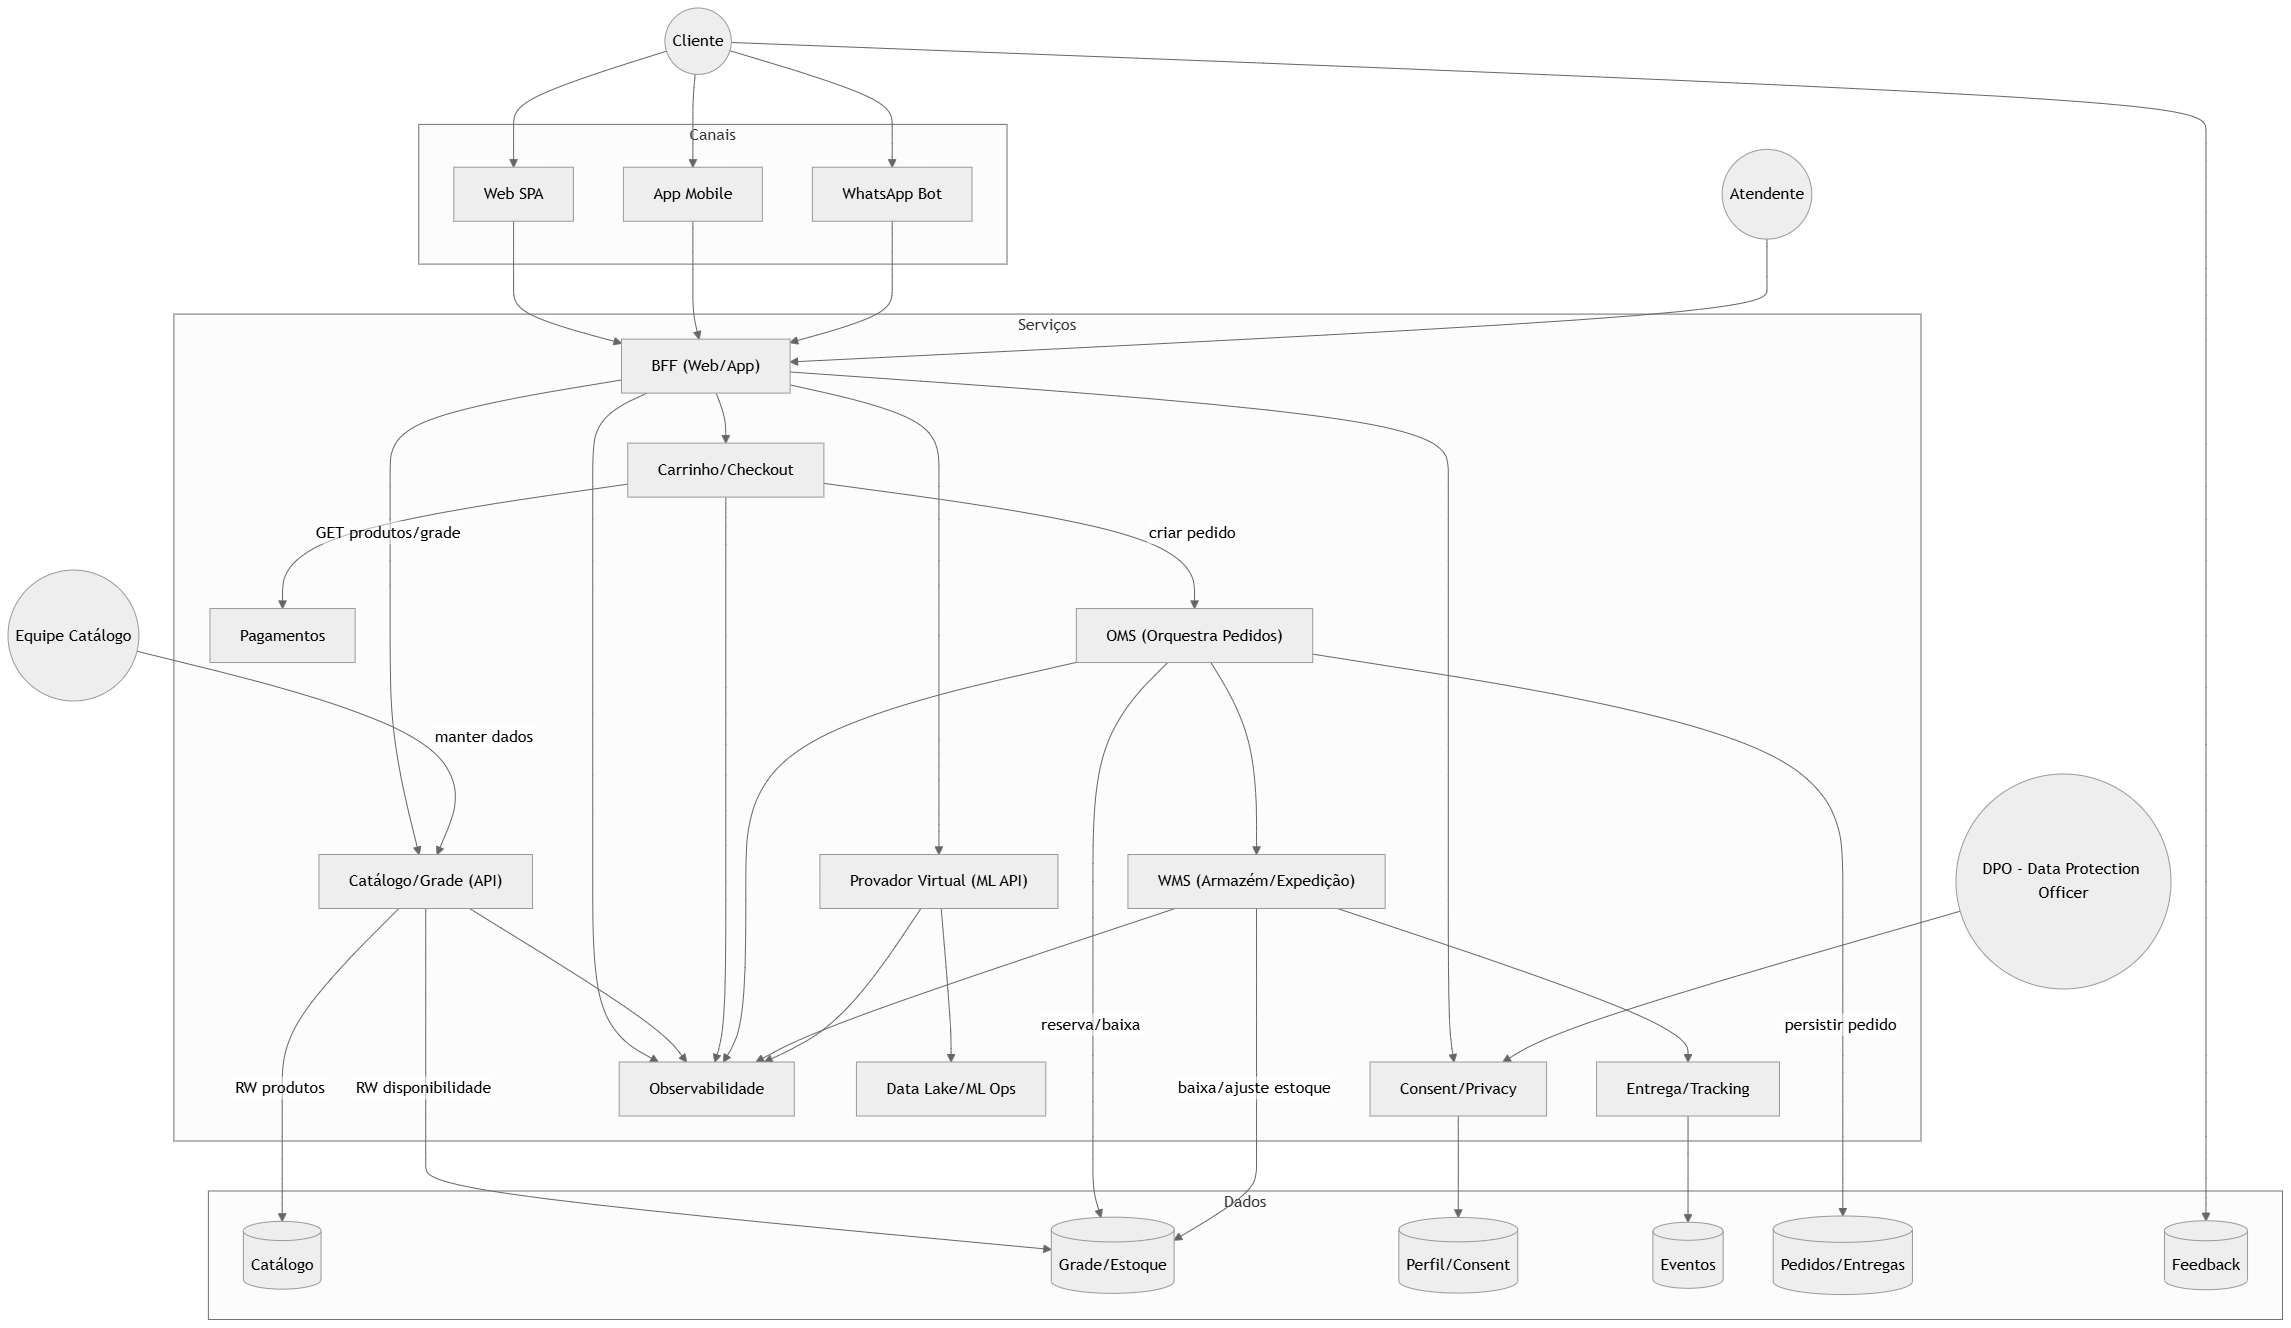 Cliente
Canais
Web SPA
App Mobile
WhatsApp Bot
Atendente
Serviços
BFF (Web/App)
Carrinho/Checkout
GET produtos/grade
criar pedido
Equipe Catálogo
Pagamentos
OMS (Orquestra Pedidos)
manter dados
Catálogo/Grade (API)
Provador Virtual (ML API)
WMS (Armazém/Expedição)
DPO - Data Protection
Officer
reserva/baixa
persistir pedido
RW produtos
RW disponibilidade
Observabilidade
Data Lake/ML Ops
baixa/ajuste estoque
Consent/Privacy
Entrega/Tracking
Dados
Catálogo
Grade/Estoque
Perfil/Consent
Eventos
Pedidos/Entregas
Feedback